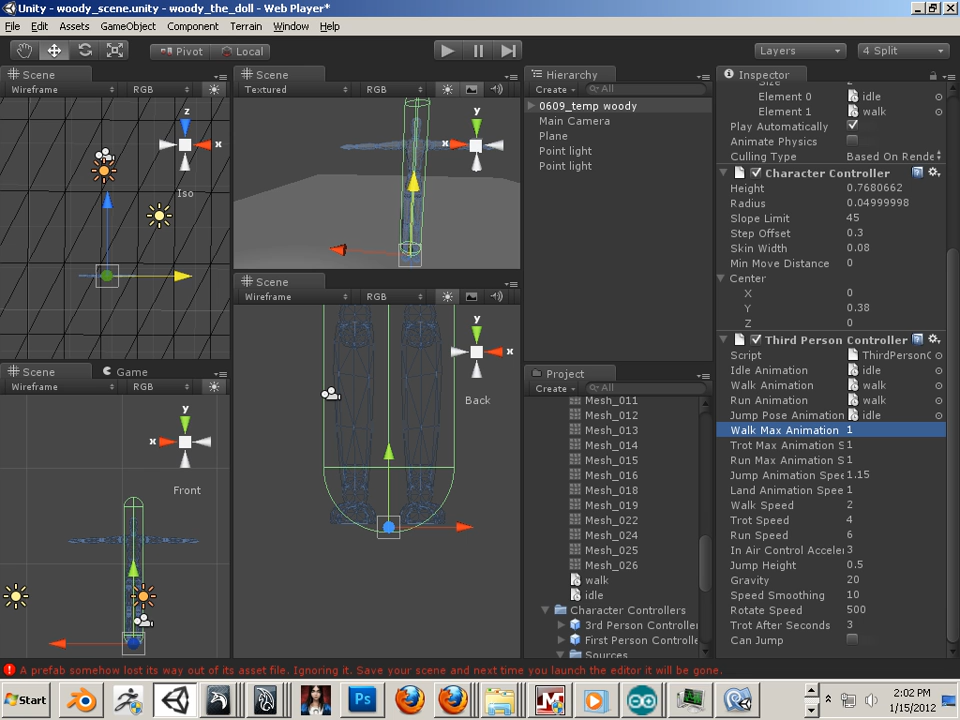 Unity - woody_scene.unity - woody_the_doll - Web Player*
File Edit Assets GameObject Component Terrain Window Help
Pivot Local Layers 4 Split
Scene
Wireframe RGB
z
x
Iso
Scene
Textured RGB
y
x
Scene
Wireframe RGB
y
x
Back
Scene Game
Wireframe RGB
y
x
Front
Hierarchy
Create All
0609_temp woody
Main Camera
Plane
Point light
Point light
Project
Create All
Mesh_011
Mesh_012
Mesh_013
Mesh_014
Mesh_015
Mesh_016
Mesh_018
Mesh_019
Mesh_022
Mesh_024
Mesh_025
Mesh_026
walk
idle
Character Controllers
3rd Person Controlle
First Person Controlle
Sources
Inspector
Size 2
Element 0 idle
Element 1 walk
Play Automatically
Animate Physics
Culling Type Based On Rende
Character Controller
Height 0.7680662
Radius 0.04999998
Slope Limit 45
Step Offset 0.3
Skin Width 0.08
Min Move Distance 0
Center
X 0
Y 0.38
Z 0
Third Person Controller
Script ThirdPersonC
Idle Animation idle
Walk Animation walk
Run Animation walk
Jump Pose Animation idle
Walk Max Animation 1
Trot Max Animation S 1
Run Max Animation S 1
Jump Animation Spee 1.15
Land Animation Spee 1
Walk Speed 2
Trot Speed 4
Run Speed 6
In Air Control Acceler 3
Jump Height 0.5
Gravity 20
Speed Smoothing 10
Rotate Speed 500
Trot After Seconds 3
Can Jump
A prefab somehow lost its way out of its asset file. Ignoring it. Save your scene and next time you launch the editor it will be gone.
Start Ps 2:02 PM
1/15/2012